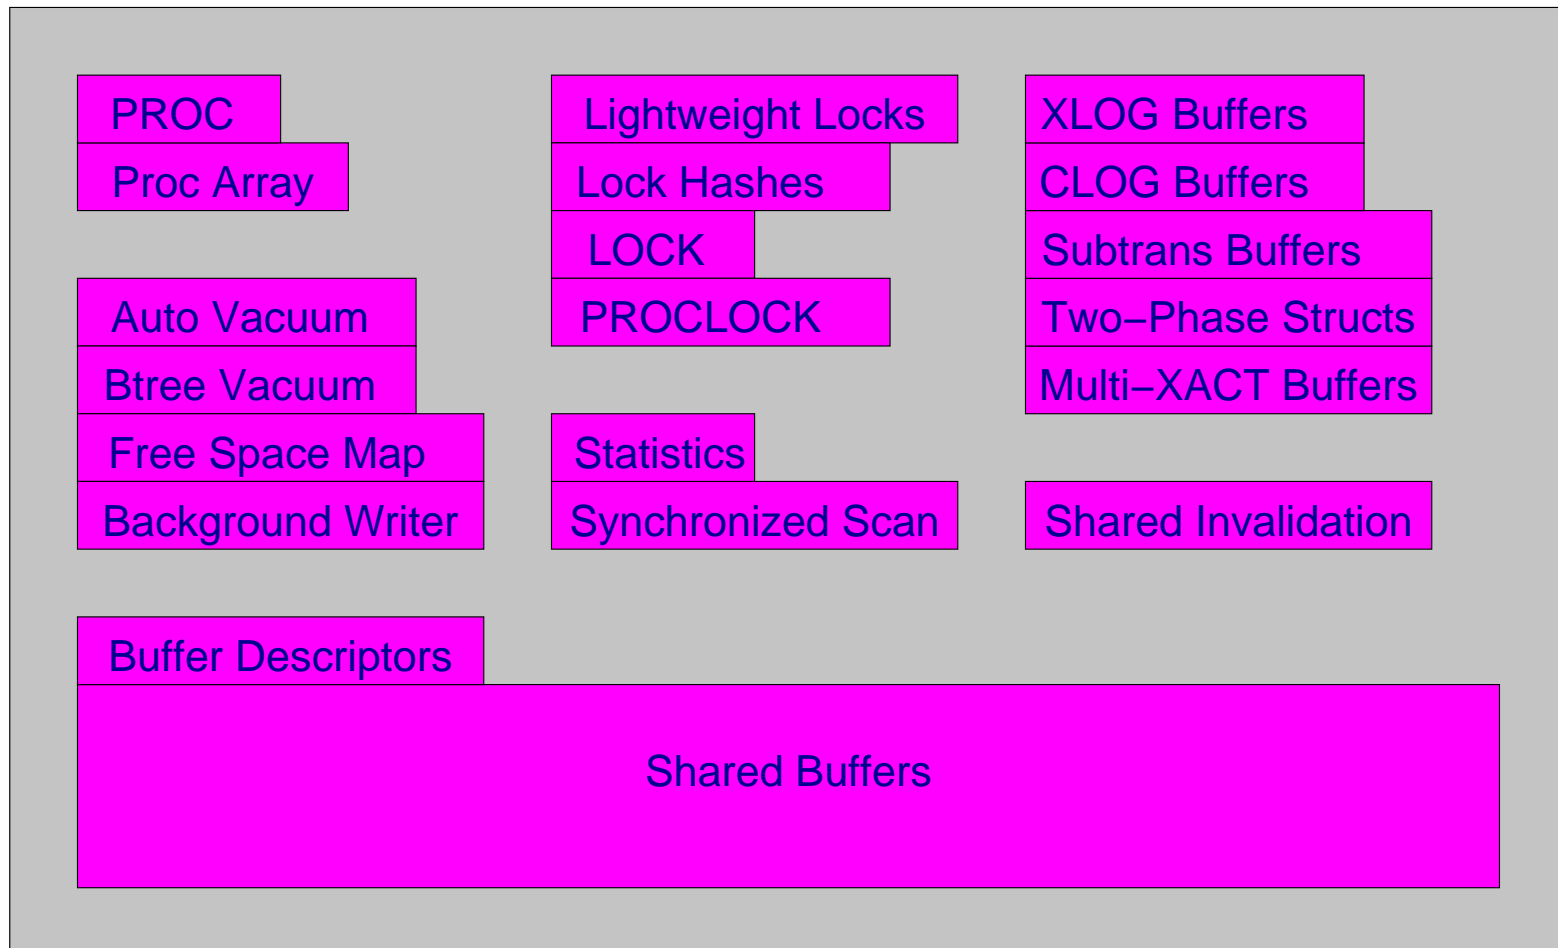 PROC
Proc Array
Auto Vacuum
Btree Vacuum
Free Space Map
Background Writer
Lightweight Locks
Lock Hashes
LOCK
PROCLOCK
Statistics
Synchronized Scan
XLOG Buffers
CLOG Buffers
Subtrans Buffers
Two−Phase Structs
Multi−XACT Buffers
Shared Invalidation
Buffer Descriptors
Shared Buffers